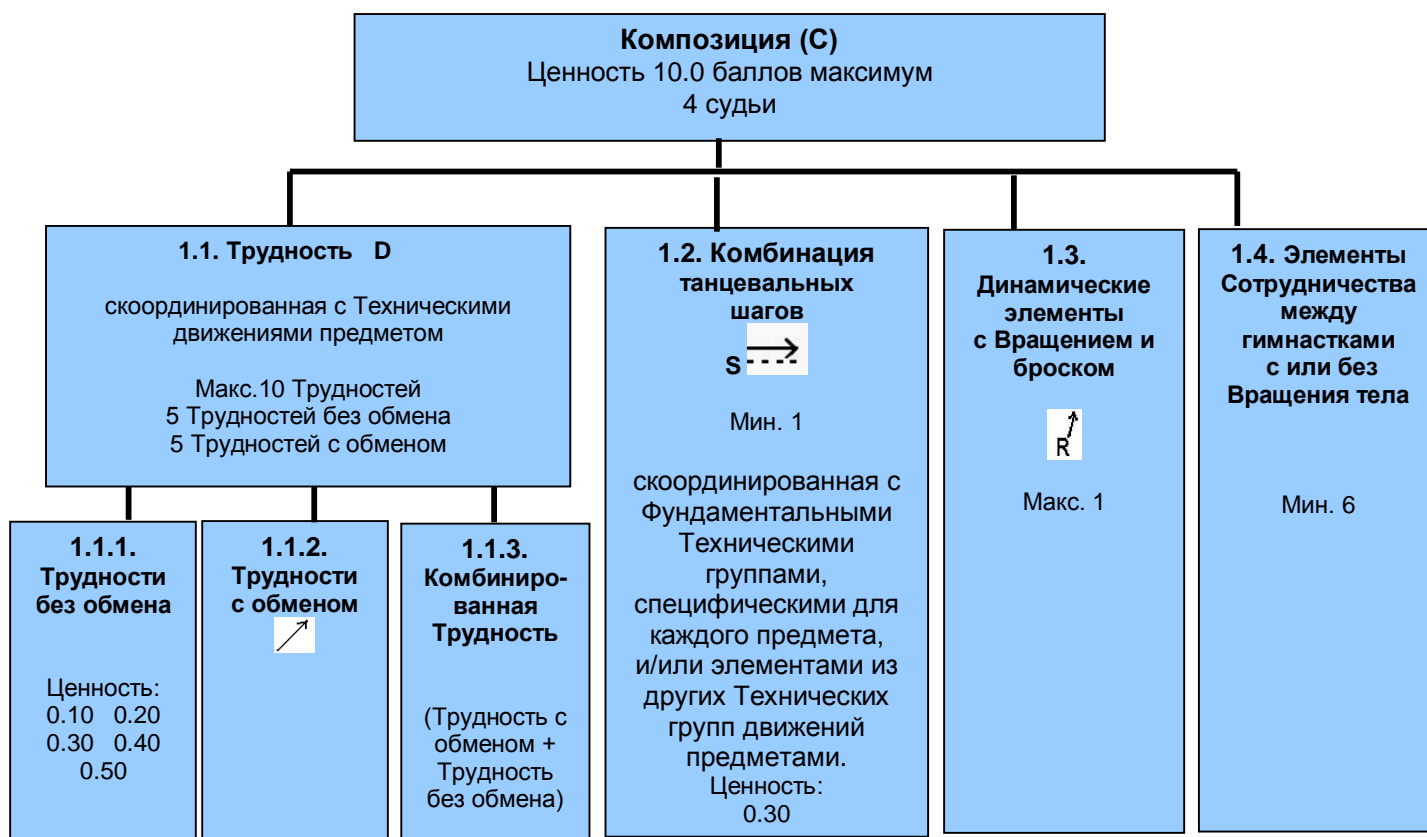 Композиция (С)
Ценность 10.0 баллов максимум
4 судьи
1.1. Трудность D
скоординированная с Техническими
движениями предметом
Макс.10 Трудностей
5 Трудностей без обмена
5 Трудностей с обменом
1.2. Комбинация
танцевальных
шагов
S
Мин. 1
скоординированная с
Фундаментальными
Техническими
группами,
специфическими для
каждого предмета,
и/или элементами из
других Технических
групп движений
предметами.
Ценность:
0.30
1.3.
Динамические
элементы
с Вращением и
броском
R
Макс. 1
1.4. Элементы
Сотрудничества
между
гимнастками
с или без
Вращения тела
Мин. 6
1.1.1.
Трудности
без обмена
Ценность:
0.10 0.20
0.30 0.40
0.50
1.1.2.
Трудности
с обменом
1.1.3.
Комбиниро-
ванная
Трудность
(Трудность с
обменом +
Трудность
без обмена)